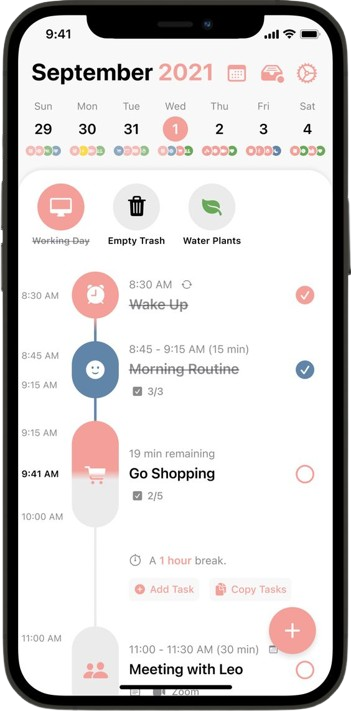 9:41
September 2021
Sun Mon Tue Wed Thu Fri Sat
29 30 31 1 2 3 4
Working Day Empty Trash Water Plants
8:30 AM
8:30 AM
Wake Up
8:45 AM
8:45 - 9:15 AM (15 min)
Morning Routine
9:15 AM
3/3
9:15 AM
19 min remaining
9:41 AM
Go Shopping
2/5
10:00 AM
A 1 hour break.
Add Task Copy Tasks
11:00 AM
11:00 - 11:30 AM (30 min)
Meeting with Leo
Zoom